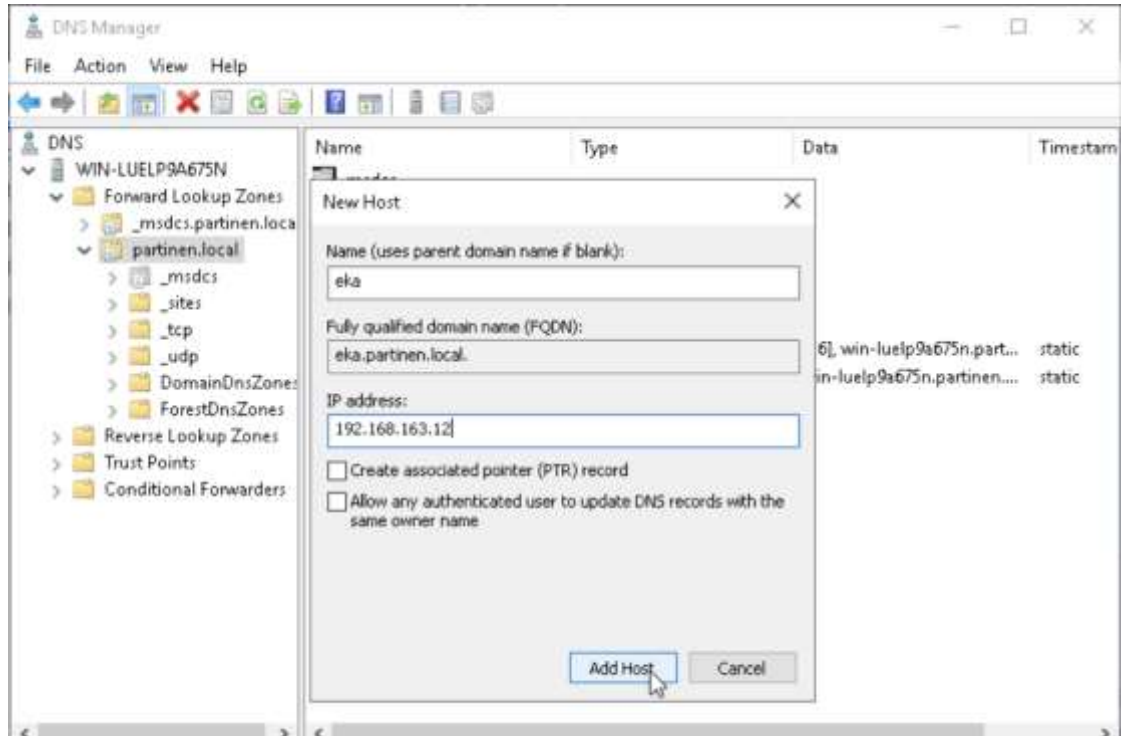 DNS Manager
File Action View Help
DNS
WIN-LUELP9A675N
Forward Lookup Zones
_msdcs.partinen.loca
partinen.local
_msdcs
_sites
_tcp
_udp
DomainDnsZones
ForestDnsZones
Reverse Lookup Zones
Trust Points
Conditional Forwarders
Name Type Data Timestam
_msdcs
6], win-luelp9a675n.part... static
in-luelp9a675n.partinen.... static
New Host
Name (uses parent domain name if blank):
eka
Fully qualified domain name (FQDN):
eka.partinen.local.
IP address:
192.168.163.12
Create associated pointer (PTR) record
Allow any authenticated user to update DNS records with the
same owner name
Add Host Cancel